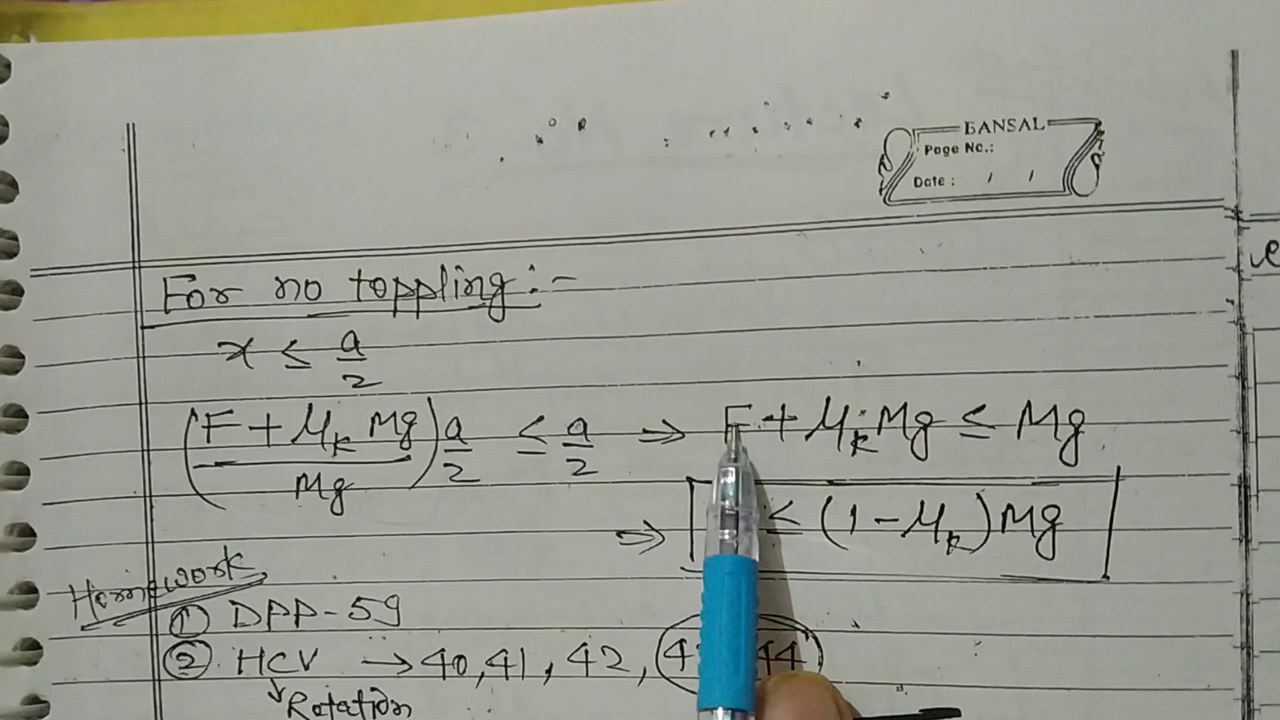 BANSAL
Page No.:
Date: / /
For no toppling:-
x ≤ a/2
((F + μk Mg)/Mg) a/2 ≤ a/2 ⇒ F + μk Mg ≤ Mg
⇒ ≤ (1 - μk) Mg
Homework
① DPP-59
② HCV → 40, 41, 42, 44
↓ Rotation